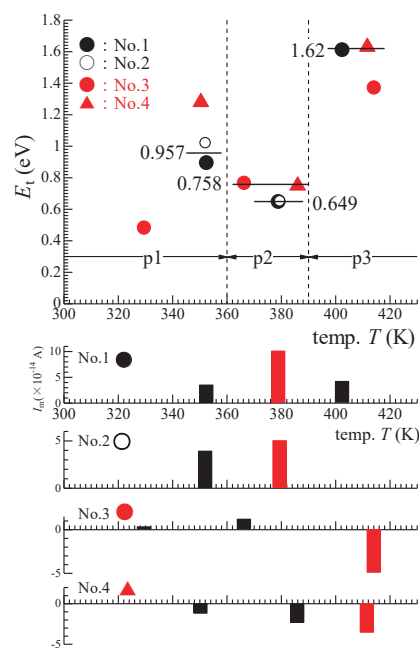 1.8
1.6
1.4
1.2
1
0.8
0.6
0.4
0.2
0
E_t (eV)
: No.1
: No.2
: No.3
: No.4
1.62
0.957
0.758
0.649
p1 p2 p3
300 320 340 360 380 400 420
temp. T (K)
I_m(×10⁻¹⁴ A)
10
5
0
No.1
300 320 340 360 380 400 420
temp. T (K)
5
0
No.2
0
-5
No.3
0
-5
No.4